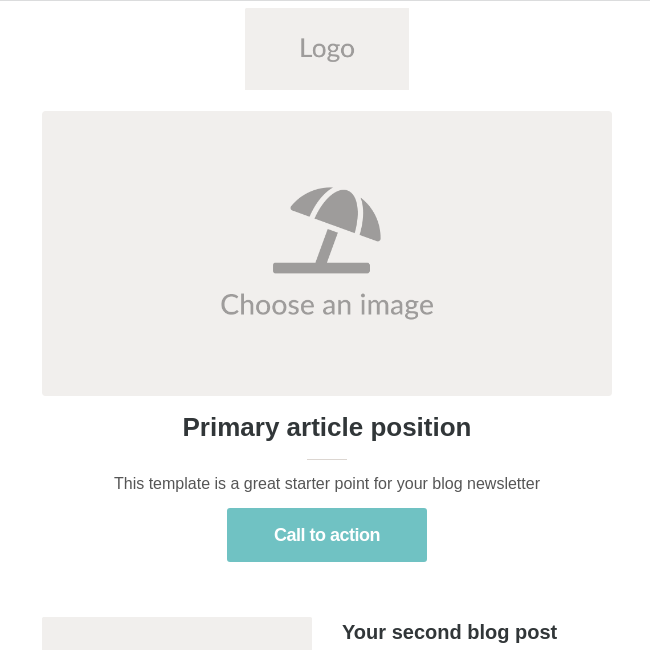 Logo
Choose an image
Primary article position
This template is a great starter point for your blog newsletter
Call to action
Your second blog post